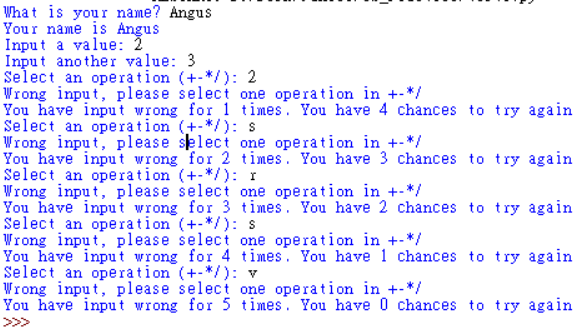 What is your name? Angus
Your name is Angus
Input a value: 2
Input another value: 3
Select an operation (+-*/): 2
Wrong input, please select one operation in +-*/
You have input wrong for 1 times. You have 4 chances to try again
Select an operation (+-*/): s
Wrong input, please select one operation in +-*/
You have input wrong for 2 times. You have 3 chances to try again
Select an operation (+-*/): r
Wrong input, please select one operation in +-*/
You have input wrong for 3 times. You have 2 chances to try again
Select an operation (+-*/): s
Wrong input, please select one operation in +-*/
You have input wrong for 4 times. You have 1 chances to try again
Select an operation (+-*/): v
Wrong input, please select one operation in +-*/
You have input wrong for 5 times. You have 0 chances to try again
>>>